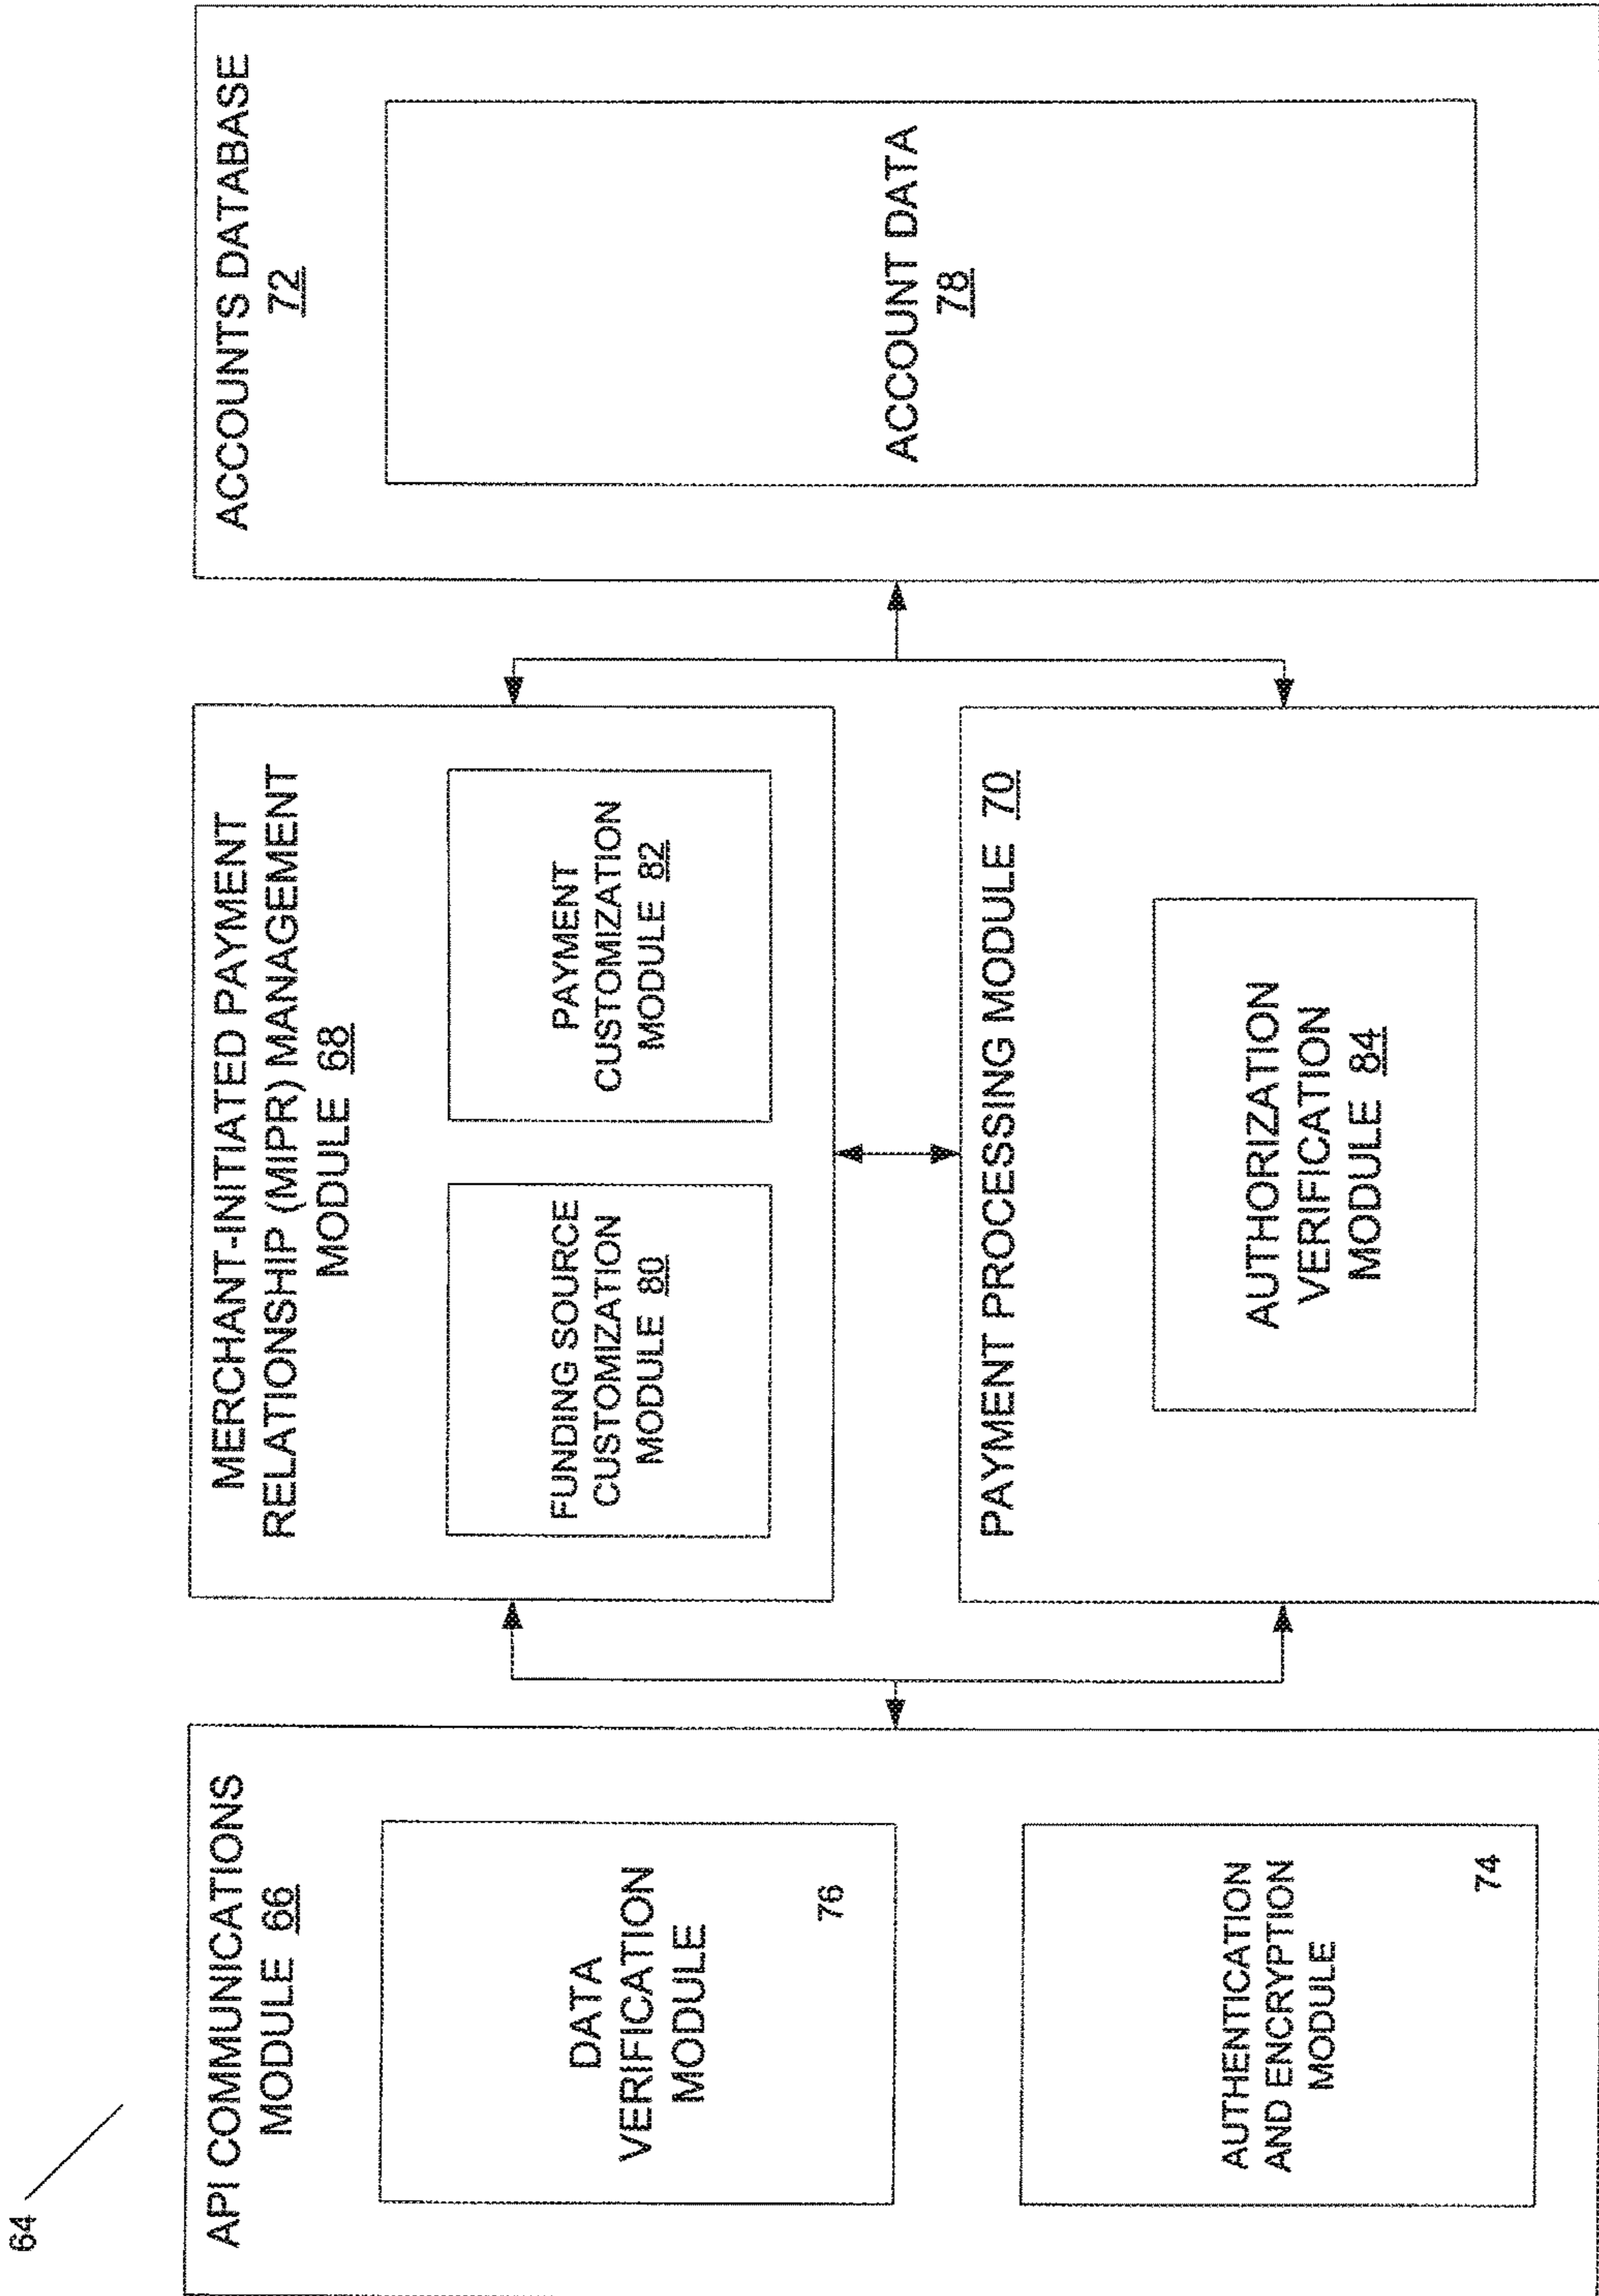 64
API COMMUNICATIONS
MODULE 66
DATA
VERIFICATION
MODULE
76
AUTHENTICATION
AND ENCRYPTION
MODULE
74
MERCHANT-INITIATED PAYMENT
RELATIONSHIP (MIPR) MANAGEMENT
MODULE 68
FUNDING SOURCE
CUSTOMIZATION
MODULE 80
PAYMENT
CUSTOMIZATION
MODULE 82
PAYMENT PROCESSING MODULE 70
AUTHORIZATION
VERIFICATION
MODULE 84
ACCOUNTS DATABASE
72
ACCOUNT DATA
78